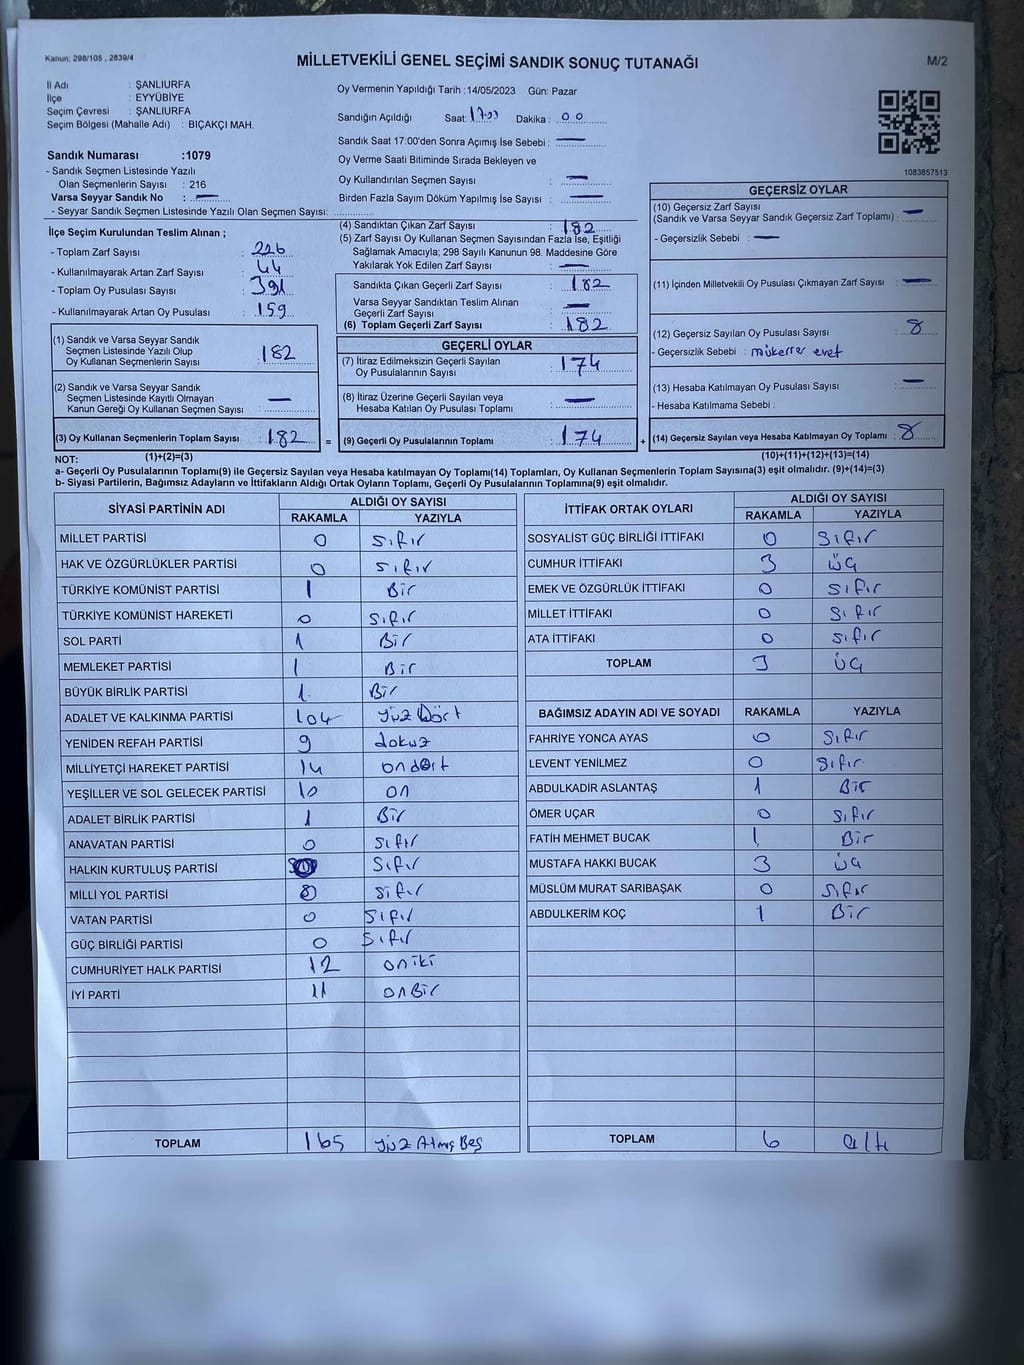 Kanun: 298/105 , 2839/4
MİLLETVEKİLİ GENEL SEÇİMİ SANDIK SONUÇ TUTANAĞI
M/2
İl Adı : ŞANLIURFA
İlçe : EYYÜBİYE
Seçim Çevresi : ŞANLIURFA
Seçim Bölgesi (Mahalle Adı) : BIÇAKÇI MAH.
Sandık Numarası :1079
- Sandık Seçmen Listesinde Yazılı
Olan Seçmenlerin Sayısı : 216
Varsa Seyyar Sandık No : —
- Seyyar Sandık Seçmen Listesinde Yazılı Olan Seçmen Sayısı:
İlçe Seçim Kurulundan Teslim Alınan ;
- Toplam Zarf Sayısı : 226
- Kullanılmayarak Artan Zarf Sayısı : 44
- Toplam Oy Pusulası Sayısı : 391
- Kullanılmayarak Artan Oy Pusulası : 159
(1) Sandık ve Varsa Seyyar Sandık
Seçmen Listesinde Yazılı Olup
Oy Kullanan Seçmenlerin Sayısı : 182
(2) Sandık ve Varsa Seyyar Sandık
Seçmen Listesinde Kayıtlı Olmayan
Kanun Gereği Oy Kullanan Seçmen Sayısı : —
(3) Oy Kullanan Seçmenlerin Toplam Sayısı : 182
=
(1)+(2)=(3)
Oy Vermenin Yapıldığı Tarih :14/05/2023 Gün: Pazar
Sandığın Açıldığı Saat: Dakika : 00
Sandık Saat 17:00'den Sonra Açımış İse Sebebi : —
Oy Verme Saati Bitiminde Sırada Bekleyen ve
Oy Kullandırılan Seçmen Sayısı : —
Birden Fazla Sayım Döküm Yapılmış İse Sayısı : —
(4) Sandıktan Çıkan Zarf Sayısı : 182
(5) Zarf Sayısı Oy Kullanan Seçmen Sayısından Fazla İse, Eşitliği
Sağlamak Amacıyla; 298 Sayılı Kanunun 98. Maddesine Göre
Yakılarak Yok Edilen Zarf Sayısı : —
Sandıkta Çıkan Geçerli Zarf Sayısı : 182
Varsa Seyyar Sandıktan Teslim Alınan
Geçerli Zarf Sayısı : —
(6) Toplam Geçerli Zarf Sayısı : 182
GEÇERLİ OYLAR
(7) İtiraz Edilmeksizin Geçerli Sayılan
Oy Pusulalarının Sayısı : 174
(8) İtiraz Üzerine Geçerli Sayılan veya
Hesaba Katılan Oy Pusulası Toplamı : —
(9) Geçerli Oy Pusulalarının Toplamı : 174
+
1083657513
GEÇERSİZ OYLAR
(10) Geçersiz Zarf Sayısı
(Sandık ve Varsa Seyyar Sandık Geçersiz Zarf Toplamı) : —
- Geçersizlik Sebebi : —
(11) İçinden Milletvekili Oy Pusulası Çıkmayan Zarf Sayısı : —
(12) Geçersiz Sayılan Oy Pusulası Sayısı : 8
- Geçersizlik Sebebi : mükerrer evet
(13) Hesaba Katılmayan Oy Pusulası Sayısı : —
- Hesaba Katılmama Sebebi :
(14) Geçersiz Sayılan veya Hesaba Katılmayan Oy Toplamı : 8
(10)+(11)+(12)+(13)=(14)
NOT:
a- Geçerli Oy Pusulalarının Toplamı(9) ile Geçersiz Sayılan veya Hesaba katılmayan Oy Toplamı(14) Toplamları, Oy Kullanan Seçmenlerin Toplam Sayısına(3) eşit olmalıdır. (9)+(14)=(3)
b- Siyasi Partilerin, Bağımsız Adayların ve İttifakların Aldığı Ortak Oyların Toplamı, Geçerli Oy Pusulalarının Toplamına(9) eşit olmalıdır.
SİYASİ PARTİNİN ADI ALDIĞI OY SAYISI
RAKAMLA YAZIYLA
MİLLET PARTİSİ 0 sıfır
HAK VE ÖZGÜRLÜKLER PARTİSİ 0 sıfır
TÜRKİYE KOMÜNİST PARTİSİ 1 Bir
TÜRKİYE KOMÜNİST HAREKETİ 0 sıfır
SOL PARTİ 1 Bir
MEMLEKET PARTİSİ 1 Bir
BÜYÜK BİRLİK PARTİSİ 1 Bir
ADALET VE KALKINMA PARTİSİ 104 yüz dört
YENİDEN REFAH PARTİSİ 9 dokuz
MİLLİYETÇİ HAREKET PARTİSİ 14 ondört
YEŞİLLER VE SOL GELECEK PARTİSİ 10 on
ADALET BİRLİK PARTİSİ 1 Bir
ANAVATAN PARTİSİ 0 sıfır
HALKIN KURTULUŞ PARTİSİ sıfır
MİLLİ YOL PARTİSİ 0 sıfır
VATAN PARTİSİ 0 sıfır
GÜÇ BİRLİĞİ PARTİSİ 0 sıfır
CUMHURİYET HALK PARTİSİ 12 oniki
İYİ PARTİ 11 onBir
TOPLAM 165 yüz Atmış Beş
İTTİFAK ORTAK OYLARI ALDIĞI OY SAYISI
RAKAMLA YAZIYLA
SOSYALİST GÜÇ BİRLİĞİ İTTİFAKI 0 sıfır
CUMHUR İTTİFAKI 3 üç
EMEK VE ÖZGÜRLÜK İTTİFAKI 0 sıfır
MİLLET İTTİFAKI 0 sıfır
ATA İTTİFAKI 0 sıfır
TOPLAM 3 üç
BAĞIMSIZ ADAYIN ADI VE SOYADI RAKAMLA YAZIYLA
FAHRİYE YONCA AYAS 0 sıfır
LEVENT YENİLMEZ 0 sıfır
ABDULKADİR ASLANTAŞ 1 Bir
ÖMER UÇAR 0 sıfır
FATİH MEHMET BUCAK 1 Bir
MUSTAFA HAKKI BUCAK 3 üç
MÜSLÜM MURAT SARIBAŞAK 0 sıfır
ABDULKERİM KOÇ 1 Bir
TOPLAM 6 altı